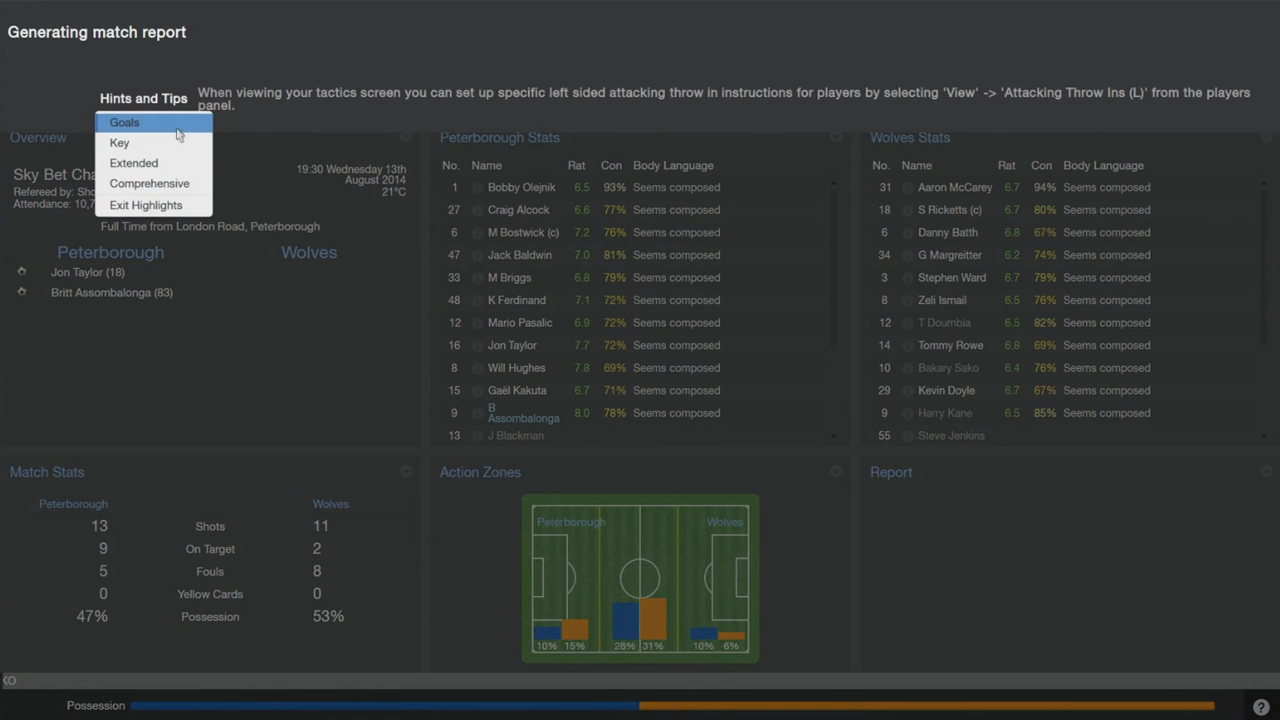 Generating match report
Hints and Tips
When viewing your tactics screen you can set up specific left sided attacking throw in instructions for players by selecting 'View' -> 'Attacking Throw Ins (L)' from the players
panel.
Goals
Key
Extended
Comprehensive
Exit Highlights
Overview
Sky Bet Cha
Refereed by: Sho
Attendance: 10,7
19:30 Wednesday 13th
August 2014
21°C
Full Time from London Road, Peterborough
Peterborough Wolves
Jon Taylor (18)
Britt Assombalonga (83)
Peterborough Stats
No. Name Rat Con Body Language
1 Bobby Olejnik 6.5 93% Seems composed
27 Craig Alcock 6.6 77% Seems composed
6 M Bostwick (c) 7.2 76% Seems composed
47 Jack Baldwin 7.0 81% Seems composed
33 M Briggs 6.8 79% Seems composed
48 K Ferdinand 7.1 72% Seems composed
12 Mario Pasalic 6.9 72% Seems composed
16 Jon Taylor 7.7 72% Seems composed
8 Will Hughes 7.8 69% Seems composed
15 Gaël Kakuta 6.7 71% Seems composed
9 B Assombalonga 8.0 78% Seems composed
13 J Blackman
Wolves Stats
No. Name Rat Con Body Language
31 Aaron McCarey 6.7 94% Seems composed
18 S Ricketts (c) 6.7 80% Seems composed
6 Danny Batth 6.8 67% Seems composed
34 G Margreitter 6.2 74% Seems composed
3 Stephen Ward 6.7 79% Seems composed
8 Zeli Ismail 6.5 76% Seems composed
12 T Doumbia 6.5 82% Seems composed
14 Tommy Rowe 6.8 69% Seems composed
10 Bakary Sako 6.4 76% Seems composed
29 Kevin Doyle 6.7 67% Seems composed
9 Harry Kane 6.5 85% Seems composed
55 Steve Jenkins
Match Stats
Peterborough Wolves
13 Shots 11
9 On Target 2
5 Fouls 8
0 Yellow Cards 0
47% Possession 53%
Action Zones
Peterborough Wolves
10% 15% 28% 31% 10% 6%
Report
KO
Possession
?